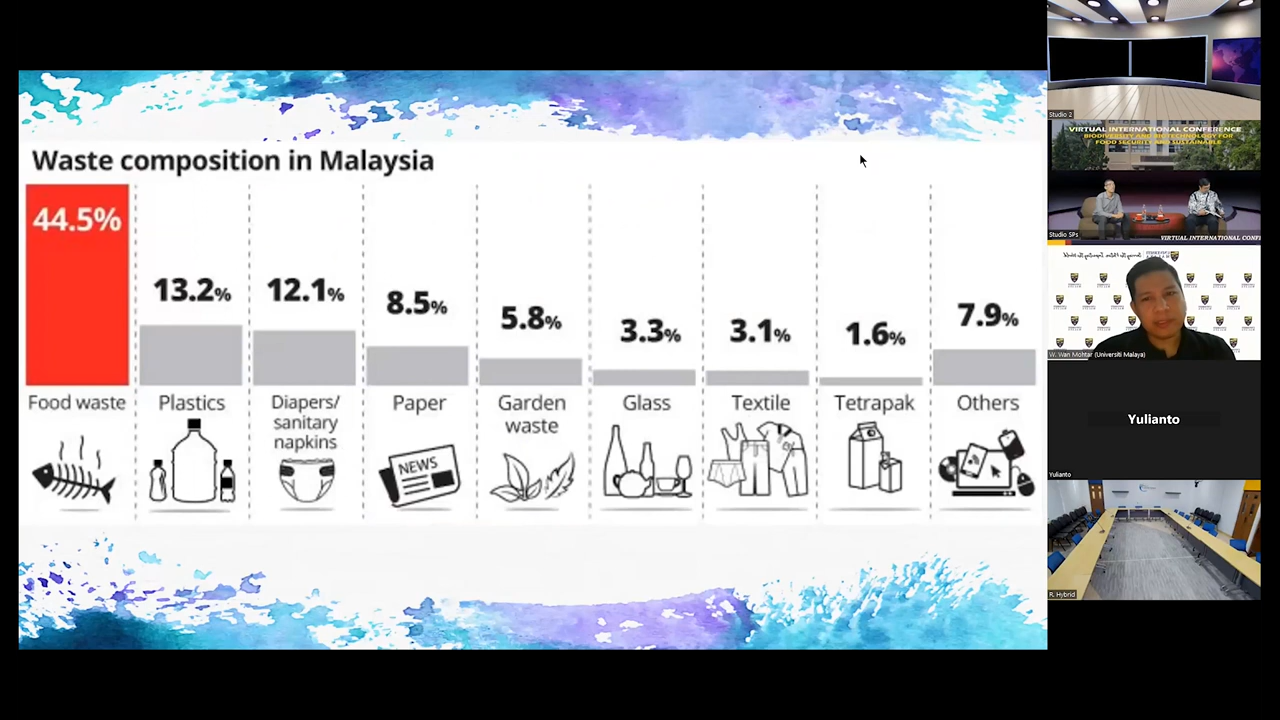 Waste composition in Malaysia
44.5%
13.2%
12.1%
8.5%
5.8%
3.3%
3.1%
1.6%
7.9%
Food waste
Plastics
Diapers/
sanitary
napkins
Paper
Garden
waste
Glass
Textile
Tetrapak
Others
NEWS
Studio 2
VIRTUAL INTERNATIONAL CONFERENCE
BIODIVERSITY AND BIOTECHNOLOGY FOR
FOOD SECURITY AND SUSTAINABLE
Studio SPs
VIRTUAL INTERNATIONAL CONFE
W. Wan Mohtar (Universiti Malaya)
Yulianto
Yulianto
R. Hybrid